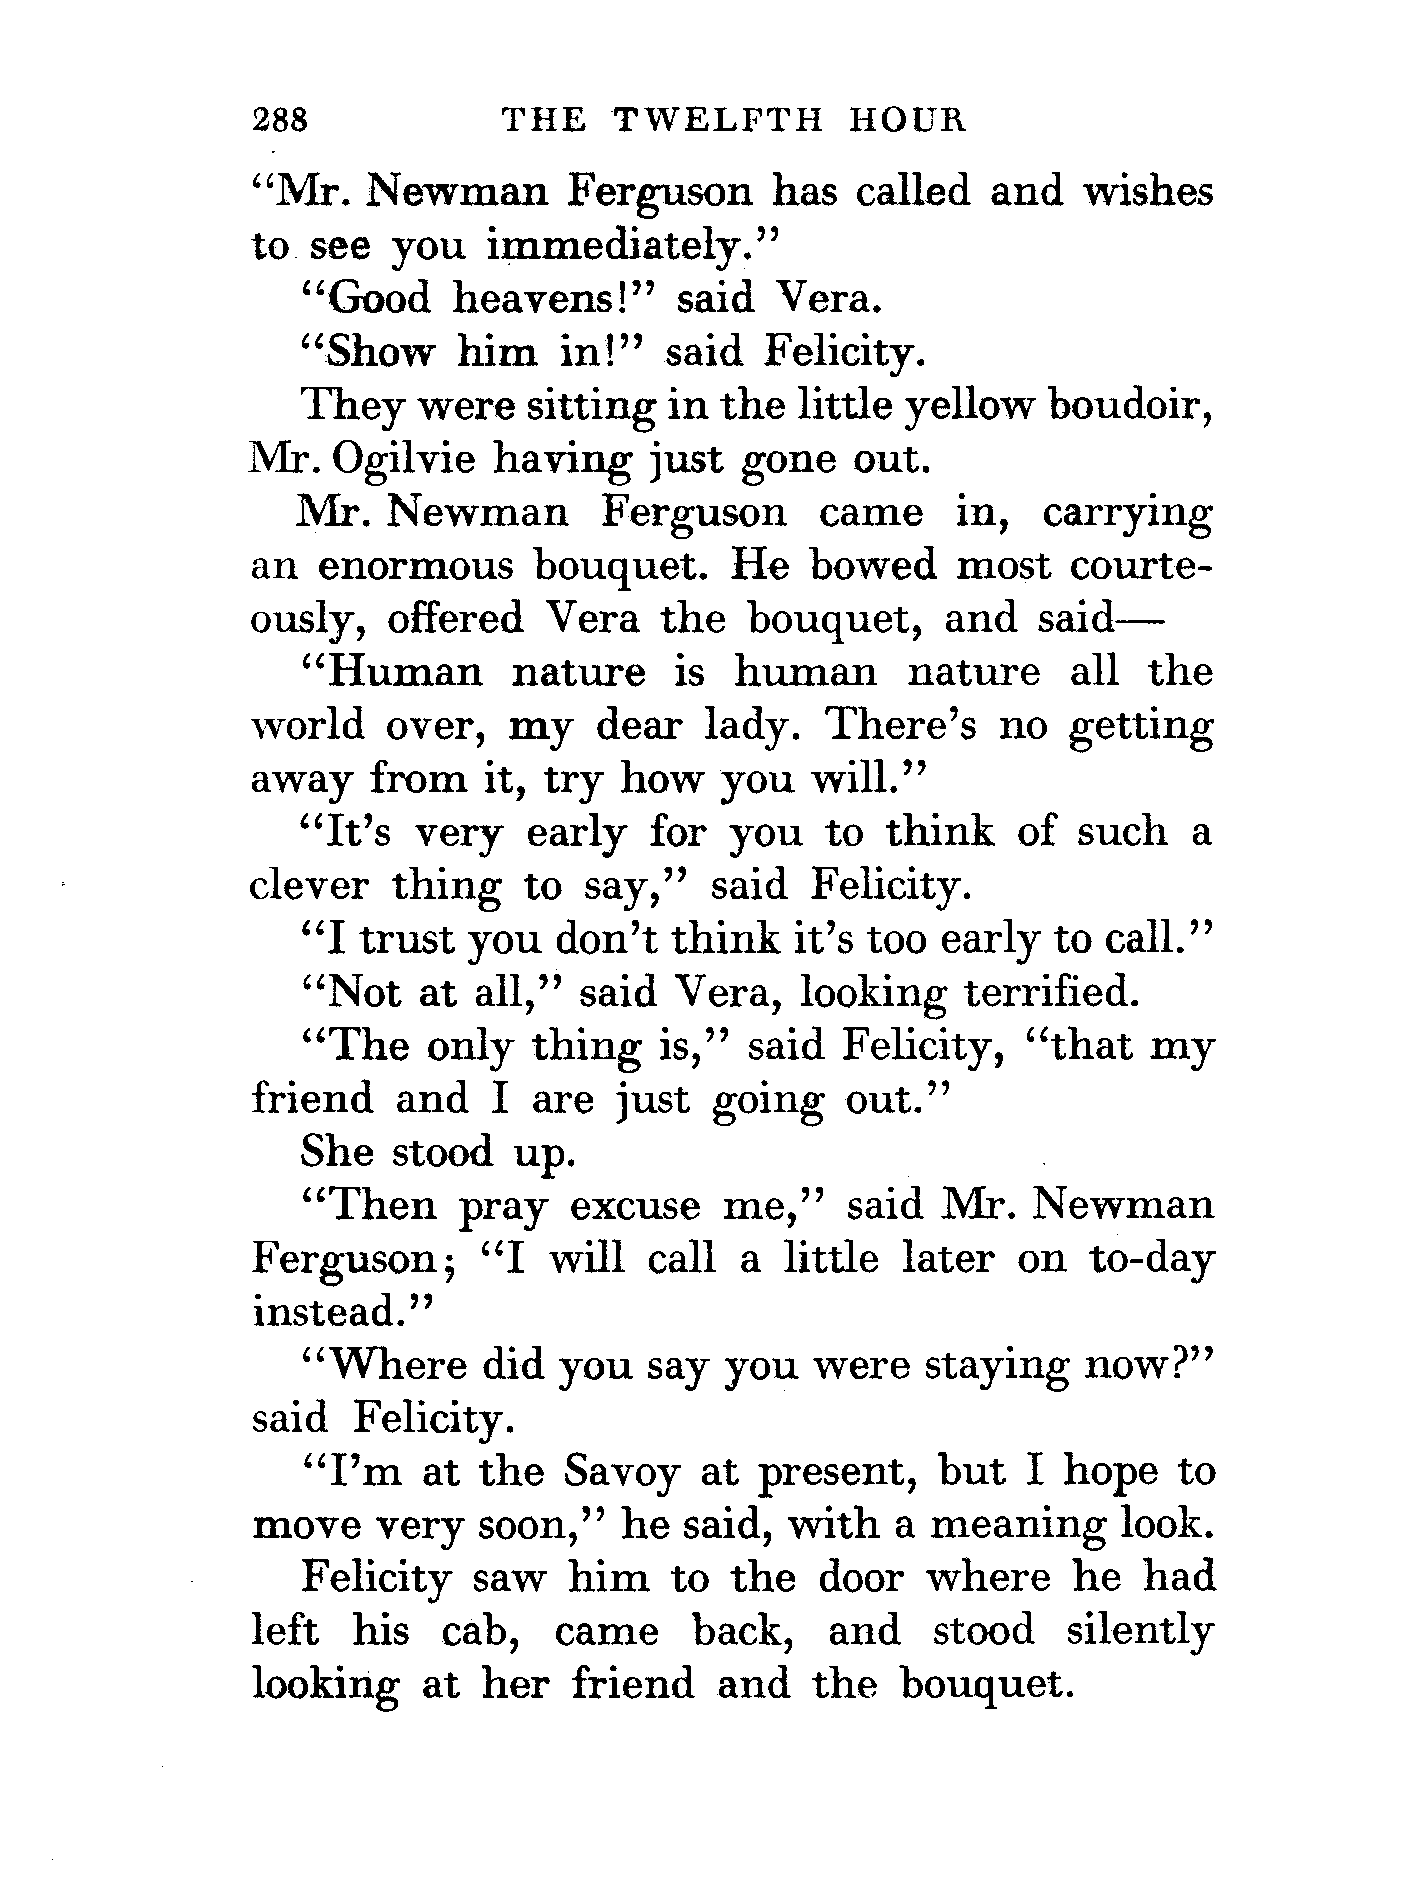 288 THE TWELFTH HOUR
“Mr. Newman Ferguson has called and wishes
to see you immediately.”
“Good heavens!” said Vera.
“Show him in!” said Felicity.
They were sitting in the little yellow boudoir,
Mr. Ogilvie having just gone out.
Mr. Newman Ferguson came in, carrying
an enormous bouquet. He bowed most courte-
ously, offered Vera the bouquet, and said—
“Human nature is human nature all the
world over, my dear lady. There’s no getting
away from it, try how you will.”
“It’s very early for you to think of such a
clever thing to say,” said Felicity.
“I trust you don’t think it’s too early to call.”
“Not at all,” said Vera, looking terrified.
“The only thing is,” said Felicity, “that my
friend and I are just going out.”
She stood up.
“Then pray excuse me,” said Mr. Newman
Ferguson; “I will call a little later on to-day
instead.”
“Where did you say you were staying now?”
said Felicity.
“I’m at the Savoy at present, but I hope to
move very soon,” he said, with a meaning look.
Felicity saw him to the door where he had
left his cab, came back, and stood silently
looking at her friend and the bouquet.